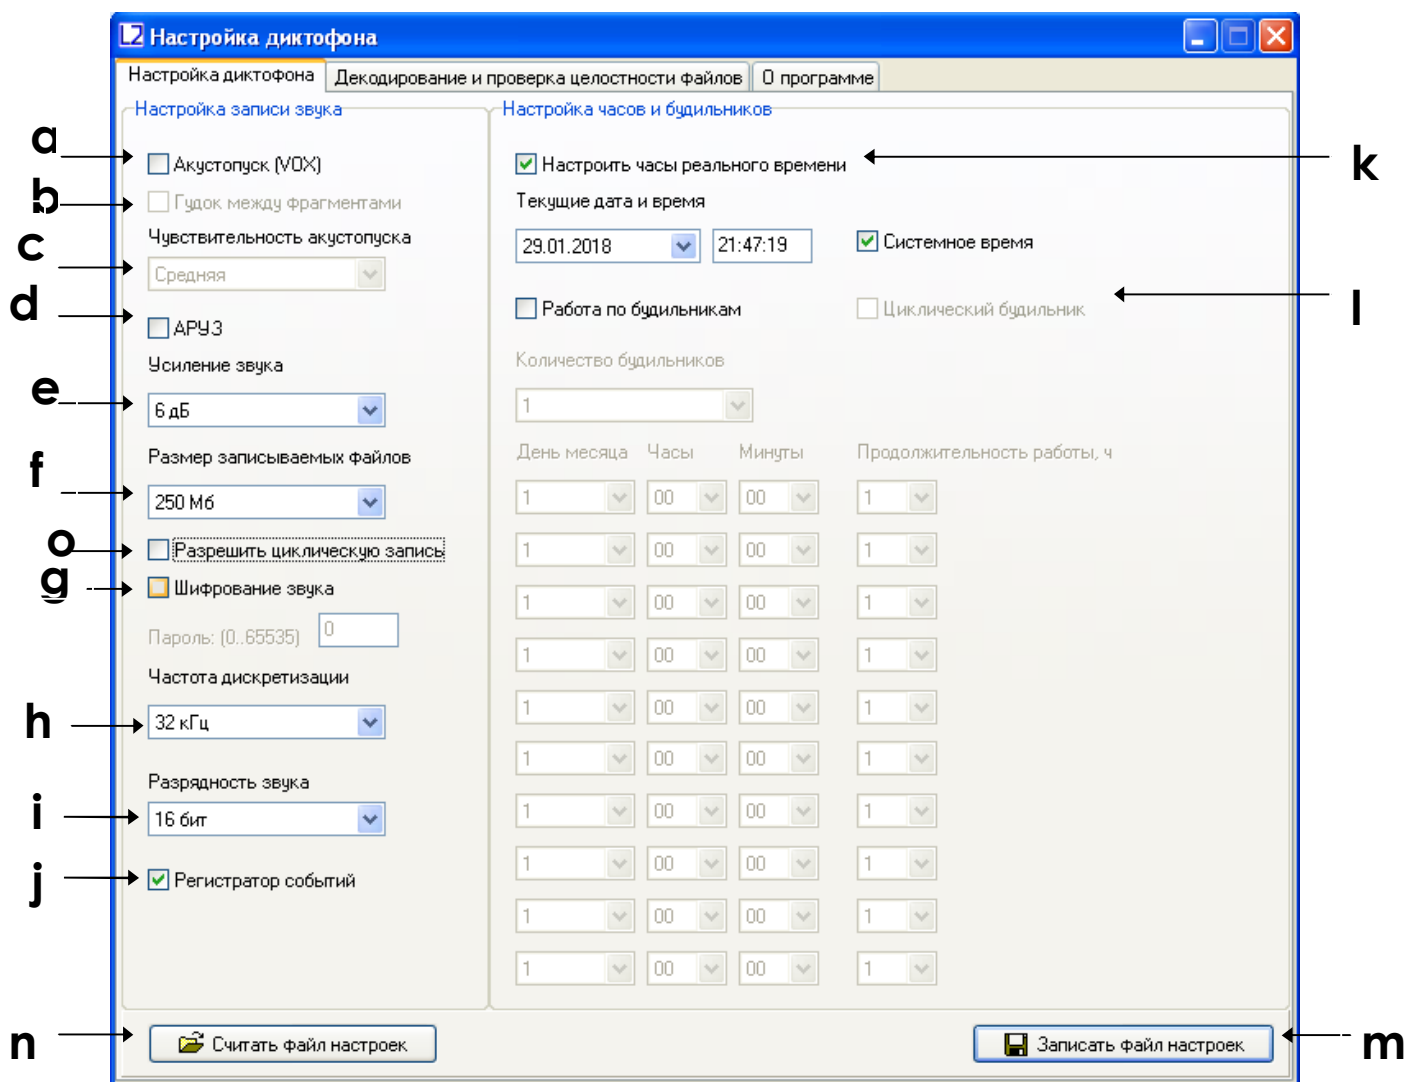 Настройка диктофона
Настройка диктофона Декодирование и проверка целостности файлов О программе
Настройка записи звука
a
Акустопуск (VOX)
b
Гудок между фрагментами
Чувствительность акустопуска
c
Средняя
d
АРУЗ
Усиление звука
e
6 дБ
Размер записываемых файлов
f
250 Мб
o
Разрешить циклическую запись
g
Шифрование звука
Пароль: (0..65535) 0
Частота дискретизации
h
32 кГц
Разрядность звука
i
16 бит
j
Регистратор событий
Настройка часов и будильников
Настроить часы реального времени
k
Текущие дата и время
29.01.2018 21:47:19 Системное время
Работа по будильникам Циклический будильник
l
Количество будильников
1
День месяца Часы Минуты Продолжительность работы, ч
1 00 00 1
1 00 00 1
1 00 00 1
1 00 00 1
1 00 00 1
1 00 00 1
1 00 00 1
1 00 00 1
1 00 00 1
1 00 00 1
n
Считать файл настроек
Записать файл настроек
m